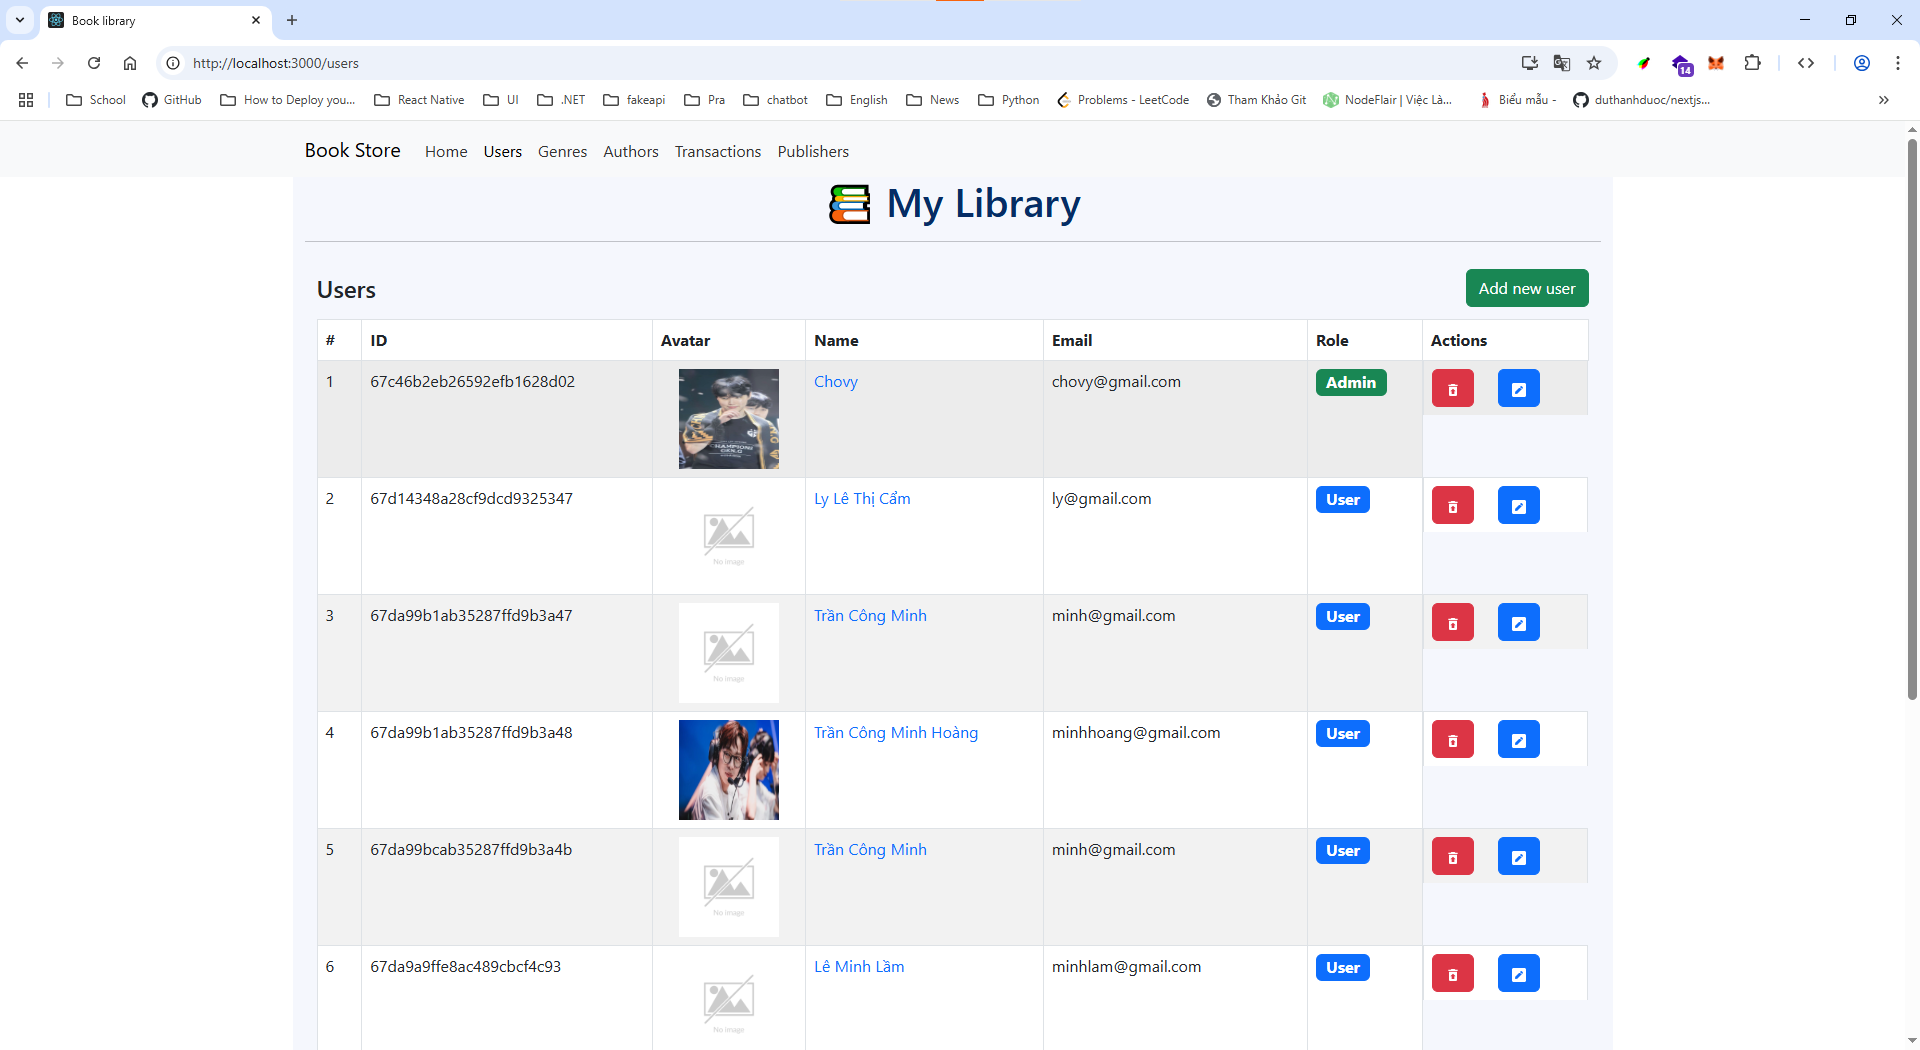 Book library
http://localhost:3000/users
14
School GitHub How to Deploy you... React Native UI .NET fakeapi Pra chatbot English News Python Problems - LeetCode Tham Khảo Git NodeFlair | Việc Là... Biểu mẫu - duthanhduoc/nextjs...
Book Store Home Users Genres Authors Transactions Publishers
My Library
Users Add new user
# ID Avatar Name Email Role Actions
1 67c46b2eb26592efb1628d02 Chovy chovy@gmail.com Admin
2 67d14348a28cf9dcd9325347 Ly Lê Thị Cẩm ly@gmail.com User
No image
3 67da99b1ab35287ffd9b3a47 Trần Công Minh minh@gmail.com User
No image
4 67da99b1ab35287ffd9b3a48 Trần Công Minh Hoàng minhhoang@gmail.com User
5 67da99bcab35287ffd9b3a4b Trần Công Minh minh@gmail.com User
No image
6 67da9a9ffe8ac489cbcf4c93 Lê Minh Lầm minhlam@gmail.com User
No image